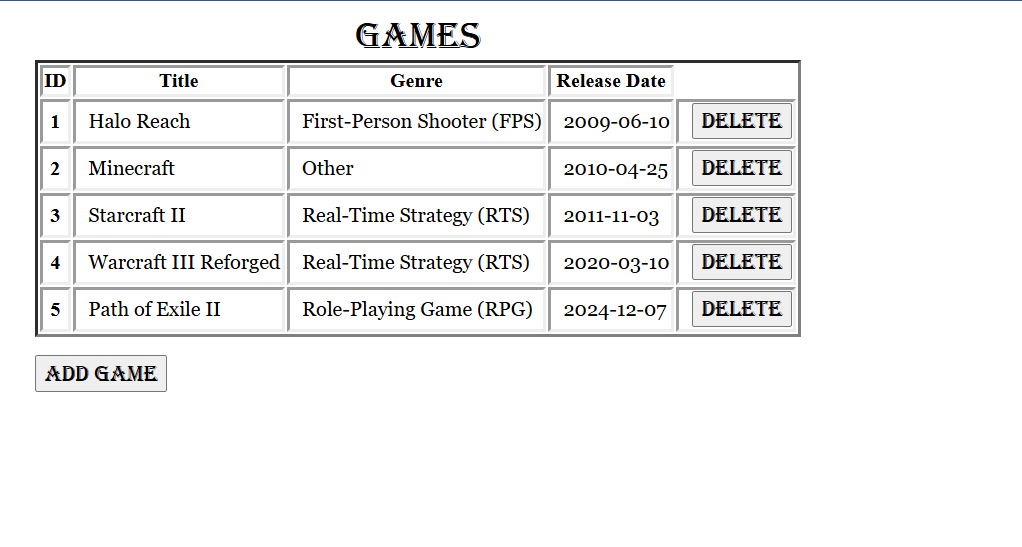 GAMES
ID Title Genre Release Date
1 Halo Reach First-Person Shooter (FPS) 2009-06-10 DELETE
2 Minecraft Other 2010-04-25 DELETE
3 Starcraft II Real-Time Strategy (RTS) 2011-11-03 DELETE
4 Warcraft III Reforged Real-Time Strategy (RTS) 2020-03-10 DELETE
5 Path of Exile II Role-Playing Game (RPG) 2024-12-07 DELETE
ADD GAME